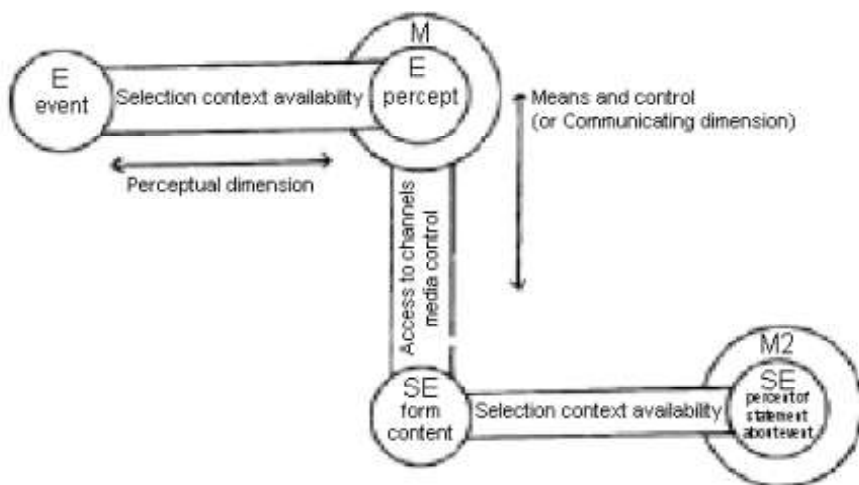 M
E
event
Selection context availability
E
percept
Means and control
(or Communicating dimension)
Perceptual dimension
Access to channels
media control
M2
SE
form
content
Selection context availability
SE
percent of
statement
about event